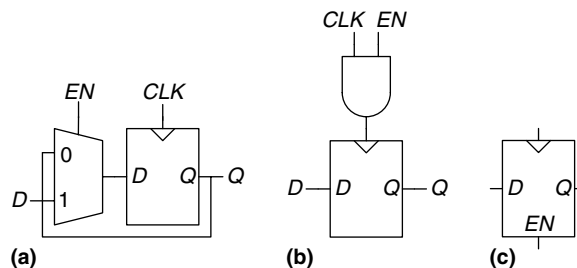 CLK EN
EN CLK
0
D Q Q
D 1
D D Q Q
D Q
EN
(a) (b) (c)